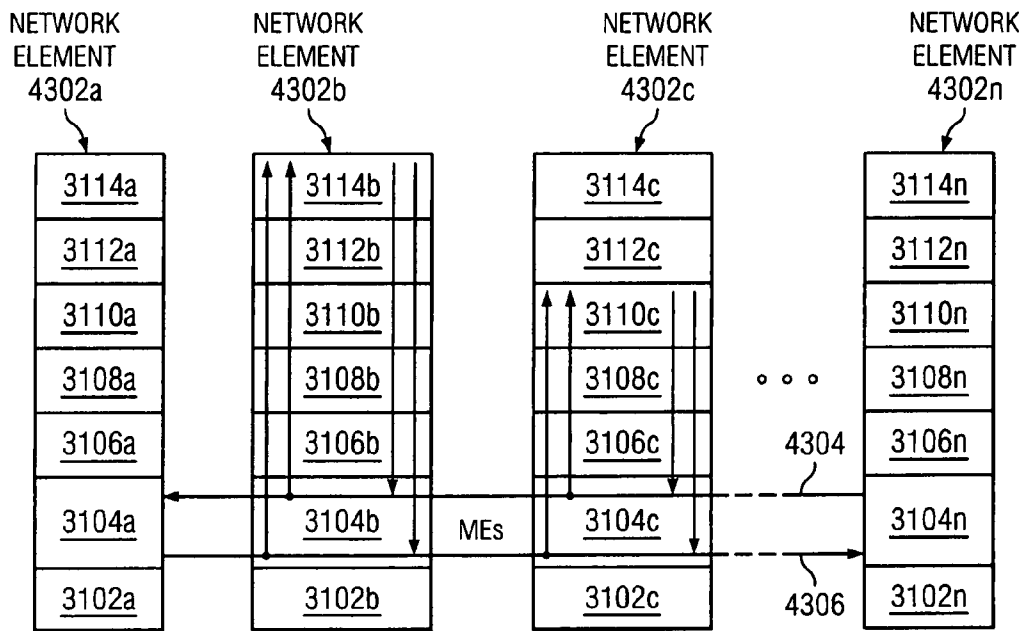 NETWORK
ELEMENT
4302a
NETWORK
ELEMENT
4302b
NETWORK
ELEMENT
4302c
NETWORK
ELEMENT
4302n
3114a
3114b
3114c
3114n
3112a
3112b
3112c
3112n
3110a
3110b
3110c
3110n
3108a
3108b
3108c
3108n
3106a
3106b
3106c
3106n
4304
3104a
3104b
MEs
3104c
3104n
3102a
3102b
3102c
4306
3102n